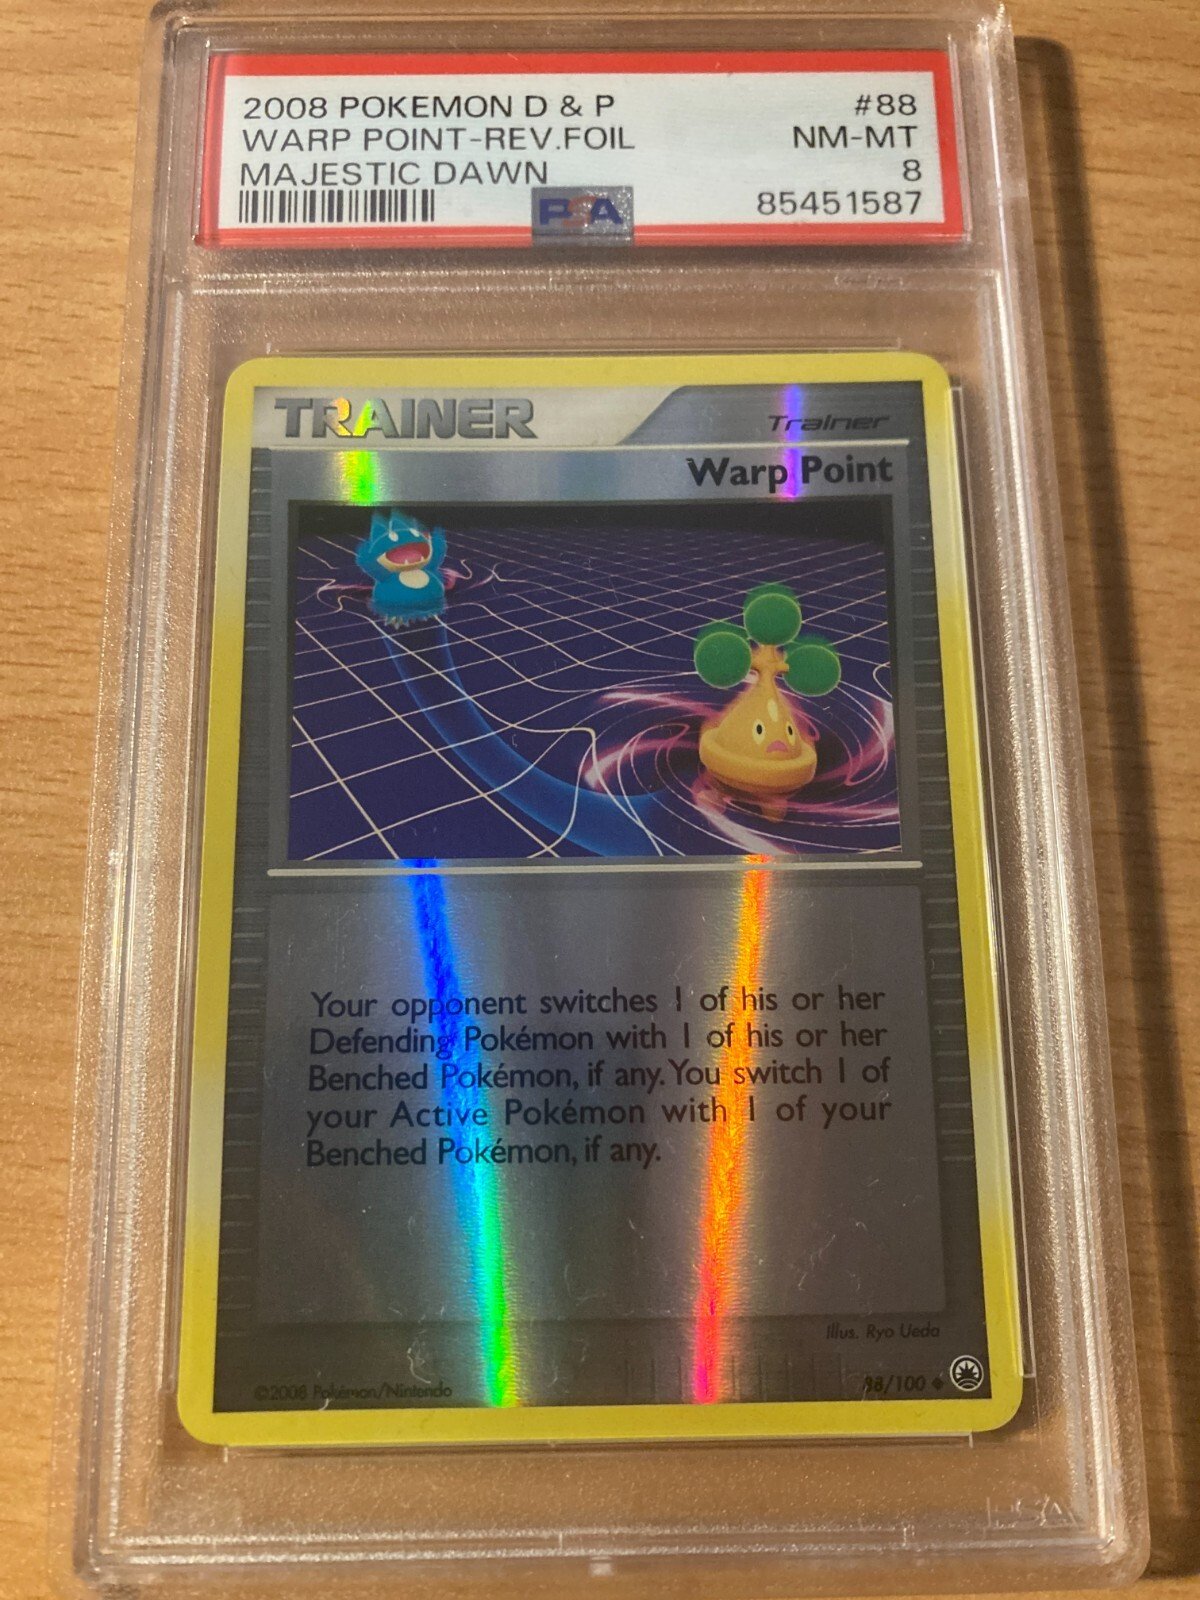 2008 POKEMON D & P #88
WARP POINT-REV.FOIL NM-MT
MAJESTIC DAWN 8
PSA 85451587
TRAINER Trainer
Warp Point
Your opponent switches 1 of his or her
Defending Pokémon with 1 of his or her
Benched Pokémon, if any. You switch 1 of
your Active Pokémon with 1 of your
Benched Pokémon, if any.
Illus. Ryo Ueda
©2008 Pokémon/Nintendo 88/100
PSA